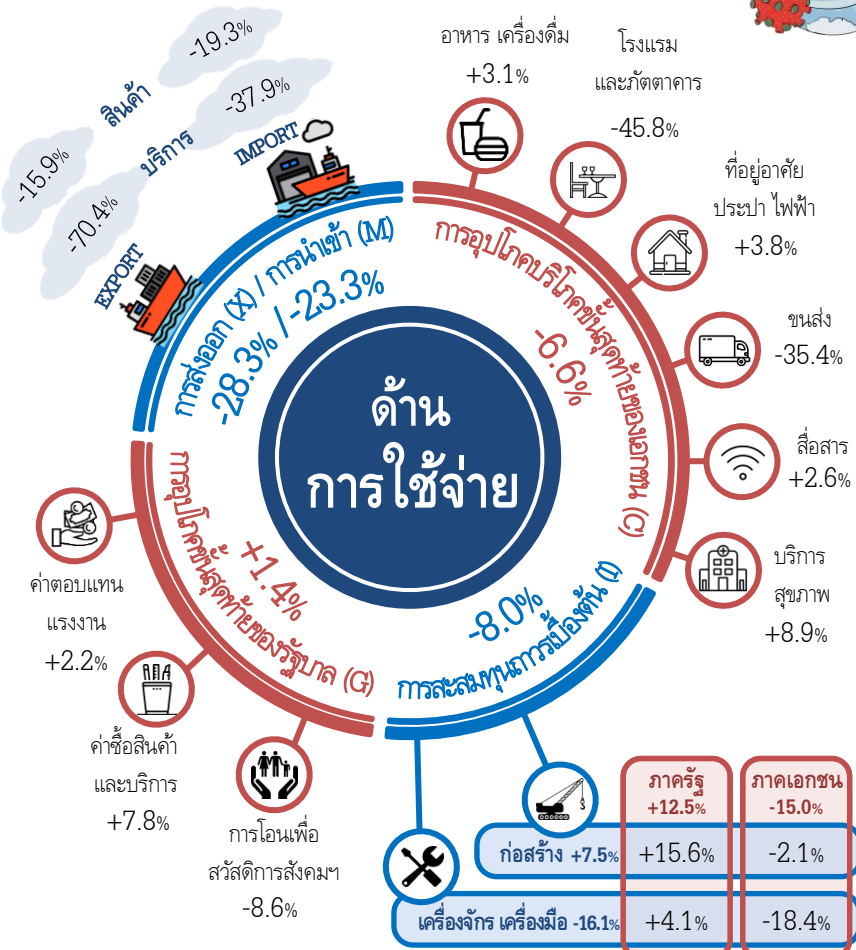 -19.3%
สินค้า
-37.9%
-15.9%
บริการ
-70.4%
IMPORT
EXPORT
การส่งออก (X) / การนำเข้า (M)
-28.3% / -23.3%
อาหาร เครื่องดื่ม
+3.1%
โรงแรม
และภัตตาคาร
-45.8%
ที่อยู่อาศัย
ประปา ไฟฟ้า
+3.8%
ขนส่ง
-35.4%
สื่อสาร
+2.6%
บริการ
สุขภาพ
+8.9%
การอุปโภคบริโภคขั้นสุดท้ายของเอกชน (C)
-6.6%
ด้าน
การใช้จ่าย
การอุปโภคขั้นสุดท้ายของรัฐบาล (G)
+1.4%
ค่าตอบแทน
แรงงาน
+2.2%
ค่าซื้อสินค้า
และบริการ
+7.8%
การโอนเพื่อ
สวัสดิการสังคมฯ
-8.6%
-8.0%
การสะสมทุนถาวรเบื้องต้น (I)
ภาครัฐ
+12.5%
ภาคเอกชน
-15.0%
ก่อสร้าง +7.5% +15.6% -2.1%
เครื่องจักร เครื่องมือ -16.1% +4.1% -18.4%